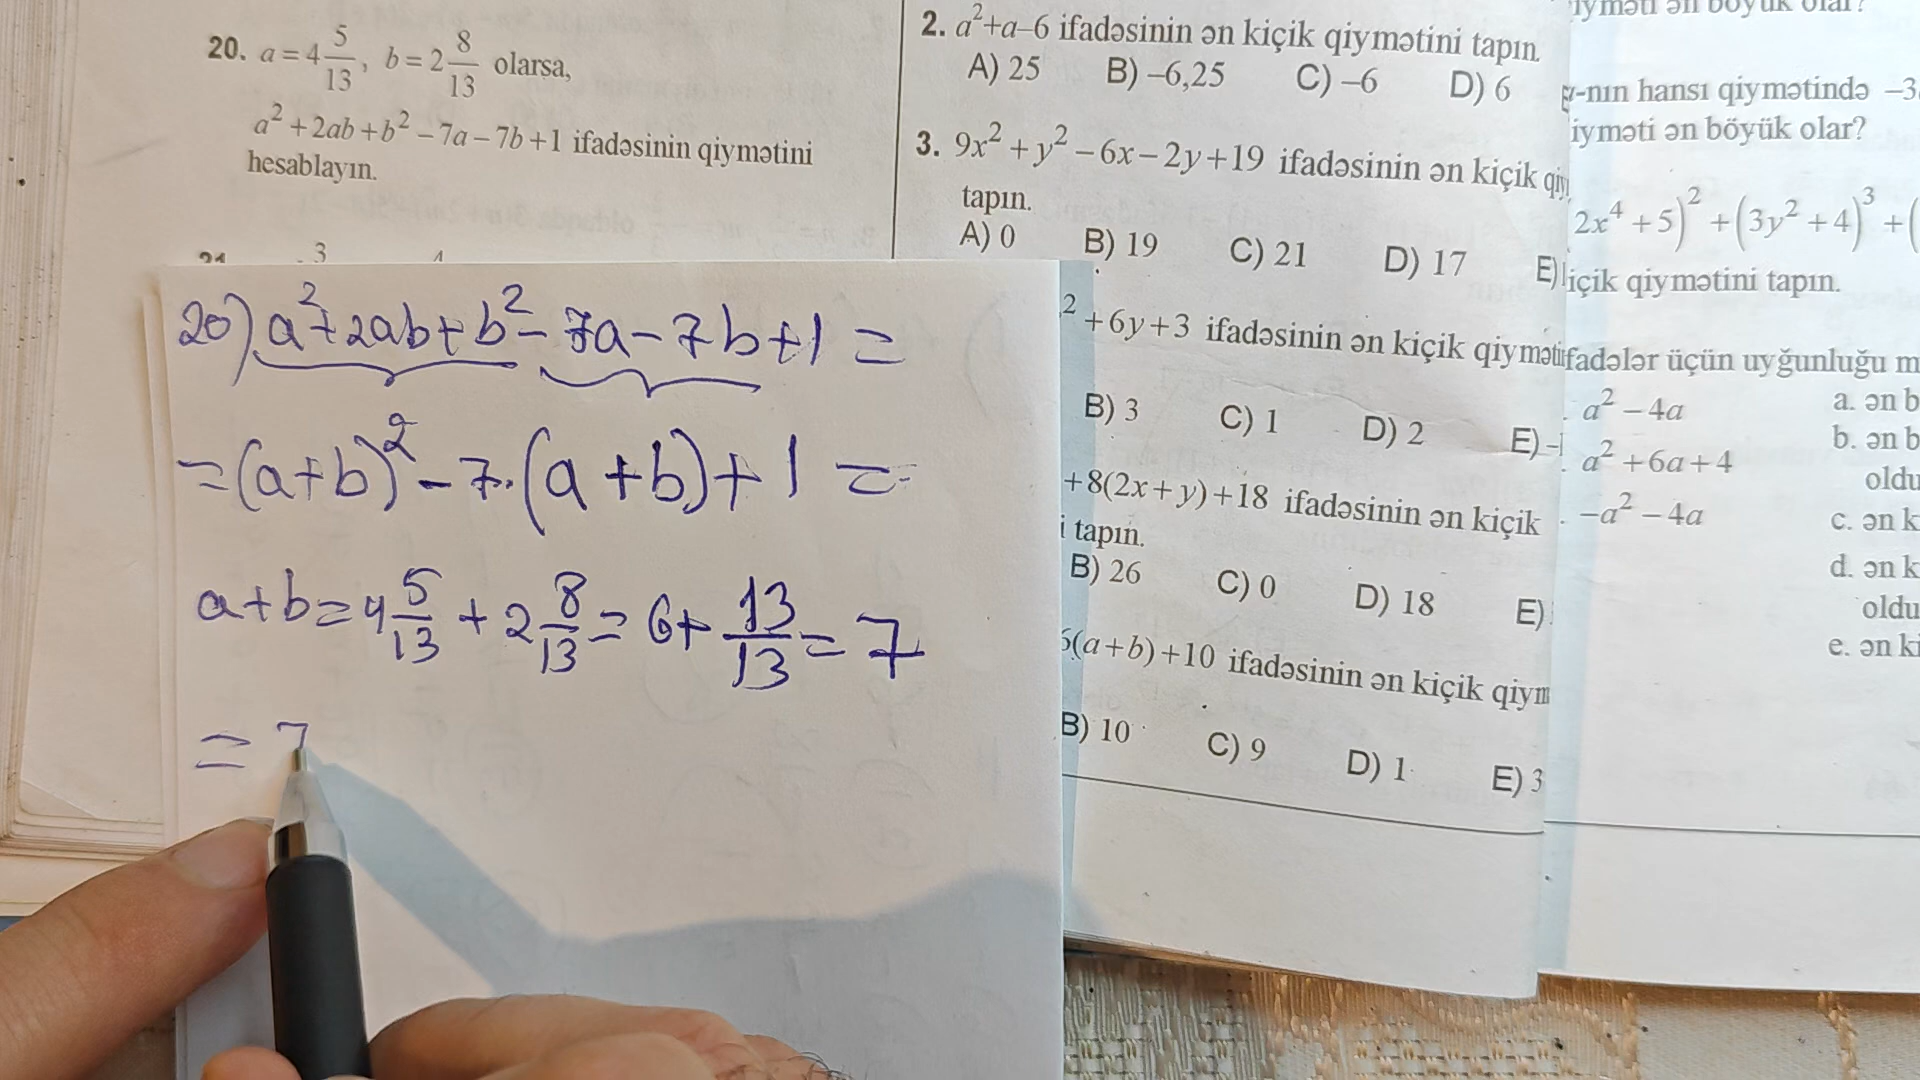 20. a = 4 5/13, b = 2 8/13 olarsa,
a² + 2ab + b² − 7a − 7b + 1 ifadəsinin qiymətini
hesablayın.
3
20) a² + 2ab + b² − 7a − 7b + 1 =
= (a+b)² − 7·(a+b) + 1 =
a+b = 4 5/13 + 2 8/13 = 6 + 13/13 = 7
= 7
2. a²+a–6 ifadəsinin ən kiçik qiymətini tapın.
A) 25 B) –6,25 C) –6 D) 6
3. 9x² + y² − 6x − 2y + 19 ifadəsinin ən kiçik
tapın.
A) 0 B) 19 C) 21 D) 17 E)
² + 6y + 3 ifadəsinin ən kiçik
B) 3 C) 1 D) 2 E) –
+8(2x + y) + 18 ifadəsinin ən kiçik
tapın.
B) 26 C) 0 D) 18 E)
(a+b)+10 ifadəsinin ən kiçik
B) 10 C) 9 D) 1 E) 3
-nın hansı qiymətində –3
ən böyük olar?
2x⁴ + 5)² + (3y² + 4)³ + (
qiymətini tapın.
üçün uyğunluğu
a² − 4a a. ən b
a² + 6a + 4 b. ən b
oldu
−a² − 4a c. ən k
d. ən k
oldu
e. ən ki